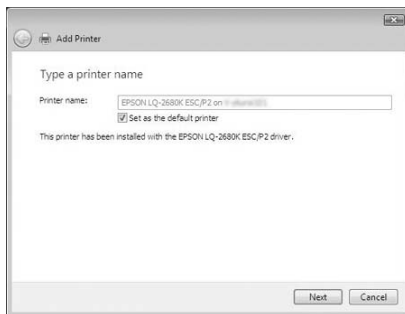 Add Printer
Type a printer name
Printer name:
EPSON LQ-2680K ESC/P2 on
Set as the default printer
This printer has been installed with the EPSON LQ-2680K ESC/P2 driver.
Next
Cancel